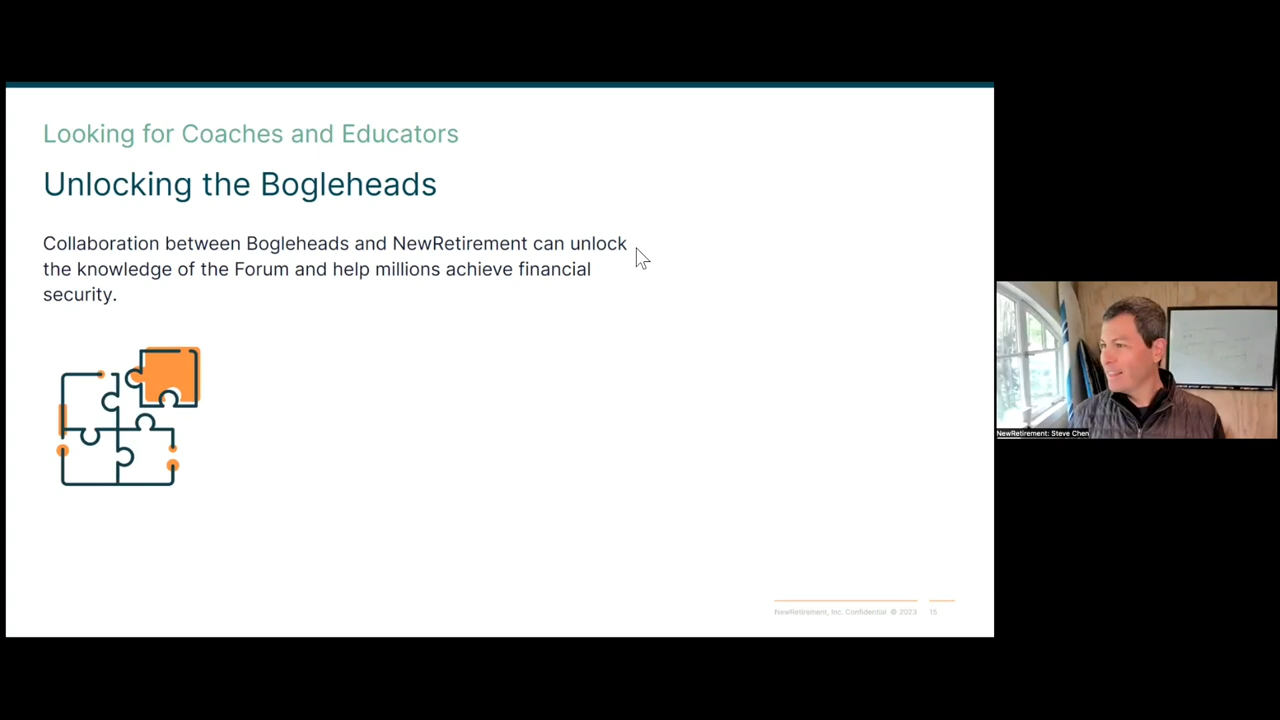 Looking for Coaches and Educators
Unlocking the Bogleheads
Collaboration between Bogleheads and NewRetirement can unlock
the knowledge of the Forum and help millions achieve financial
security.
NewRetirement: Steve Chen
NewRetirement, Inc. Confidential © 2023 15